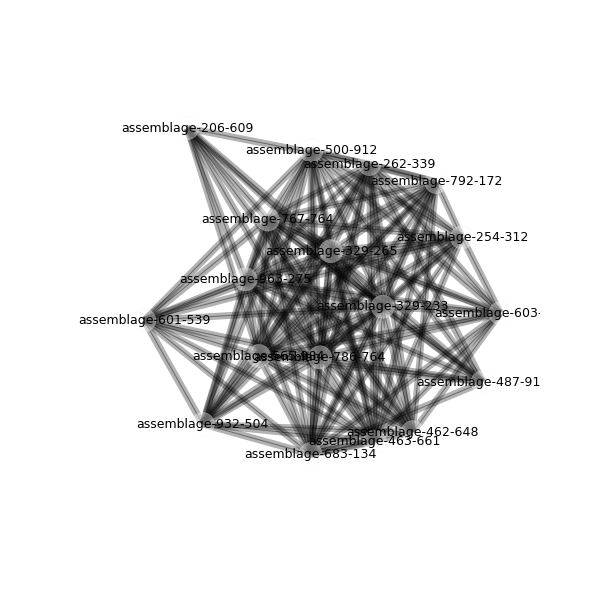 assemblage-206-609
assemblage-500-912
assemblage-262-339
assemblage-792-172
assemblage-767-764
assemblage-254-312
assemblage-329-265
assemblage-963-275
assemblage-329-233
assemblage-603-
assemblage-601-539
assemblage-786-764
assemblage-487-91
assemblage-932-504
assemblage-462-648
assemblage-463-661
assemblage-683-134